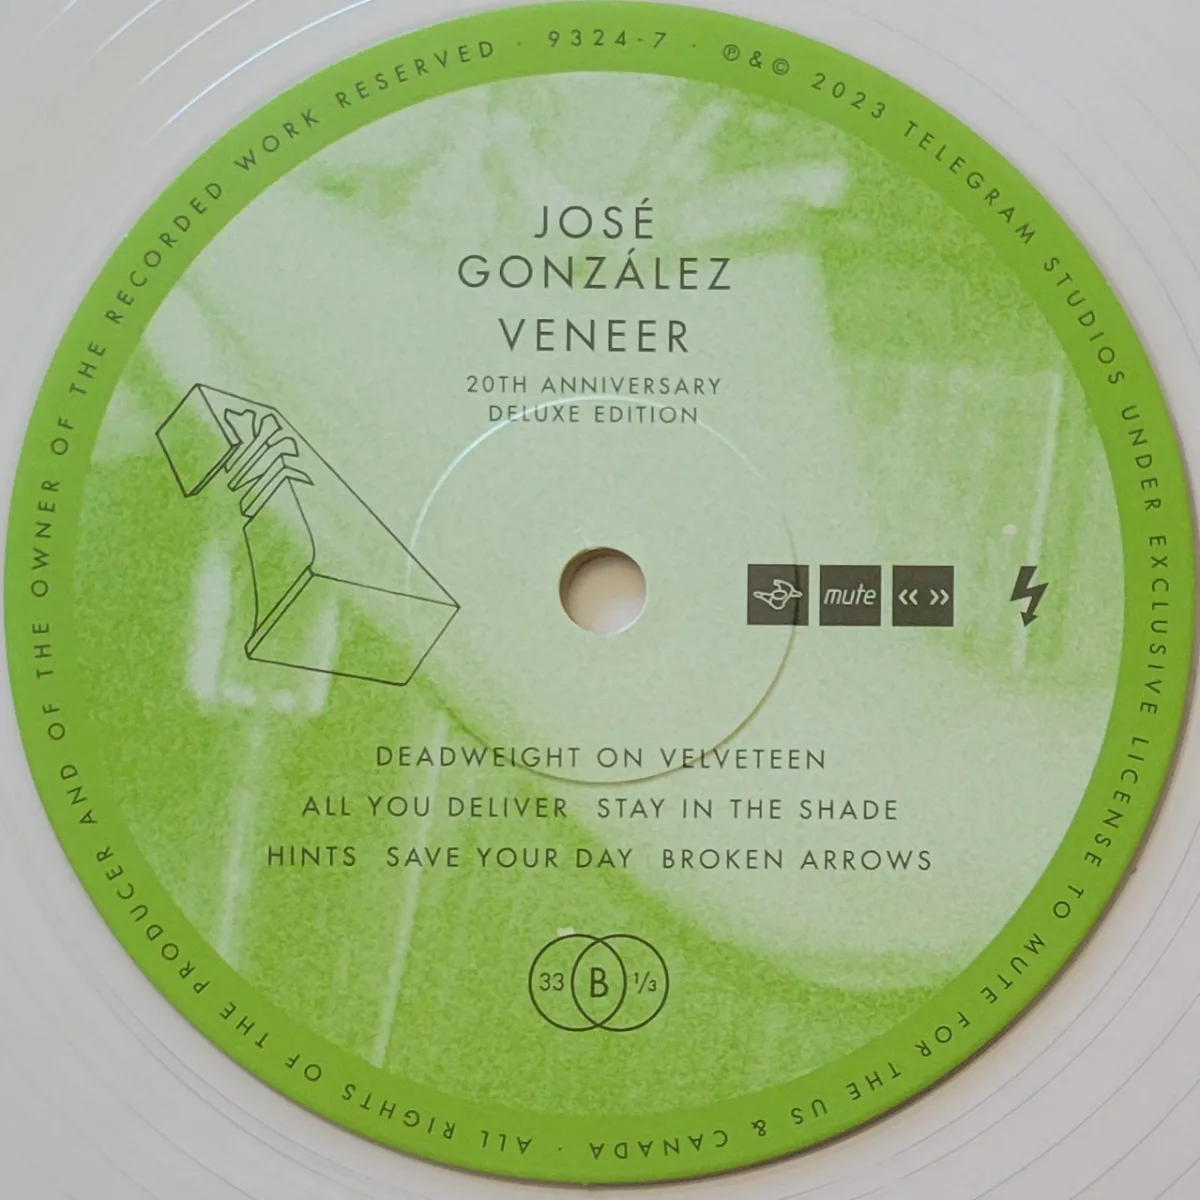 JOSÉ
GONZÁLEZ
VENEER
20TH ANNIVERSARY
DELUXE EDITION
mute
DEADWEIGHT ON VELVETEEN
ALL YOU DELIVER STAY IN THE SHADE
HINTS SAVE YOUR DAY BROKEN ARROWS
33 B 1/3
ALL RIGHTS OF THE PRODUCER AND OF THE OWNER OF THE RECORDED WORK RESERVED · 9324-7 · ℗&© 2023 TELEGRAM STUDIOS UNDER EXCLUSIVE LICENSE TO MUTE FOR THE US & CANADA ·